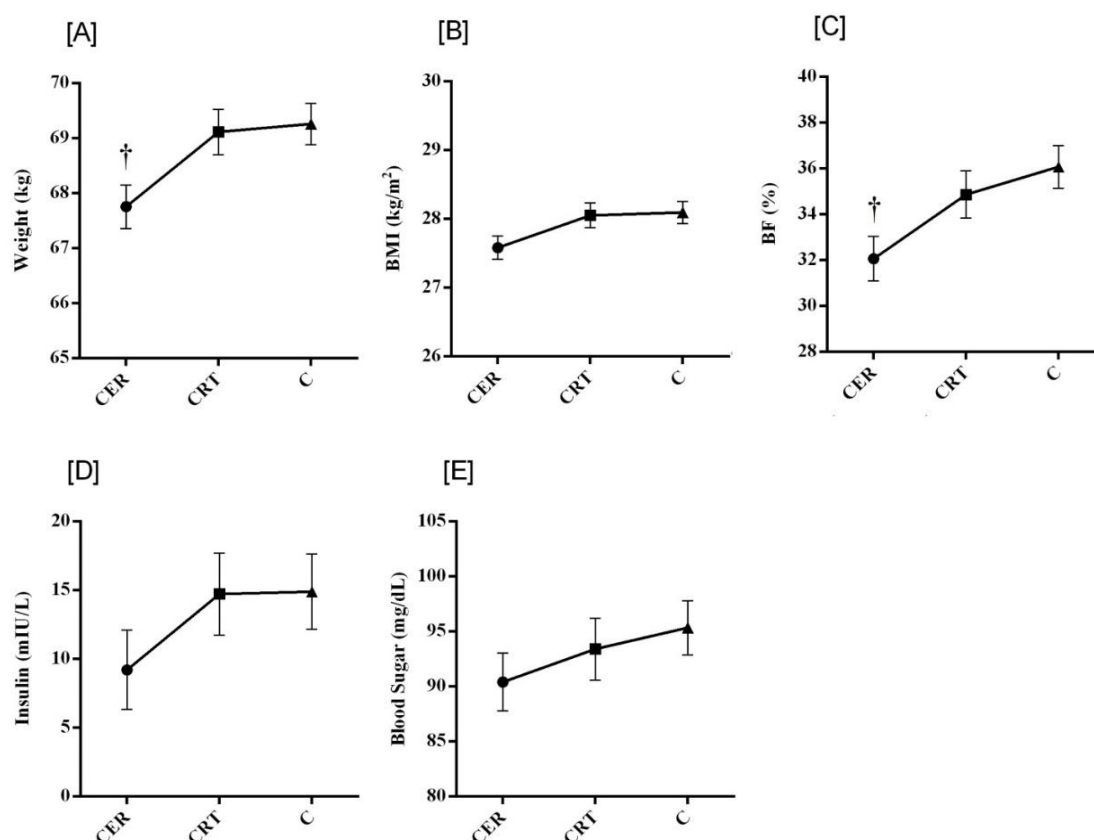 [A]
Weight (kg)
70
69
68
67
66
65
†
CER
CRT
C
[B]
BMI (kg/m²)
30
29
28
27
26
CER
CRT
C
[C]
BF (%)
40
38
36
34
32
30
28
†
CER
CRT
C
[D]
Insulin (mIU/L)
20
15
10
5
0
CER
CRT
C
[E]
Blood Sugar (mg/dL)
105
100
95
90
85
80
CER
CRT
C